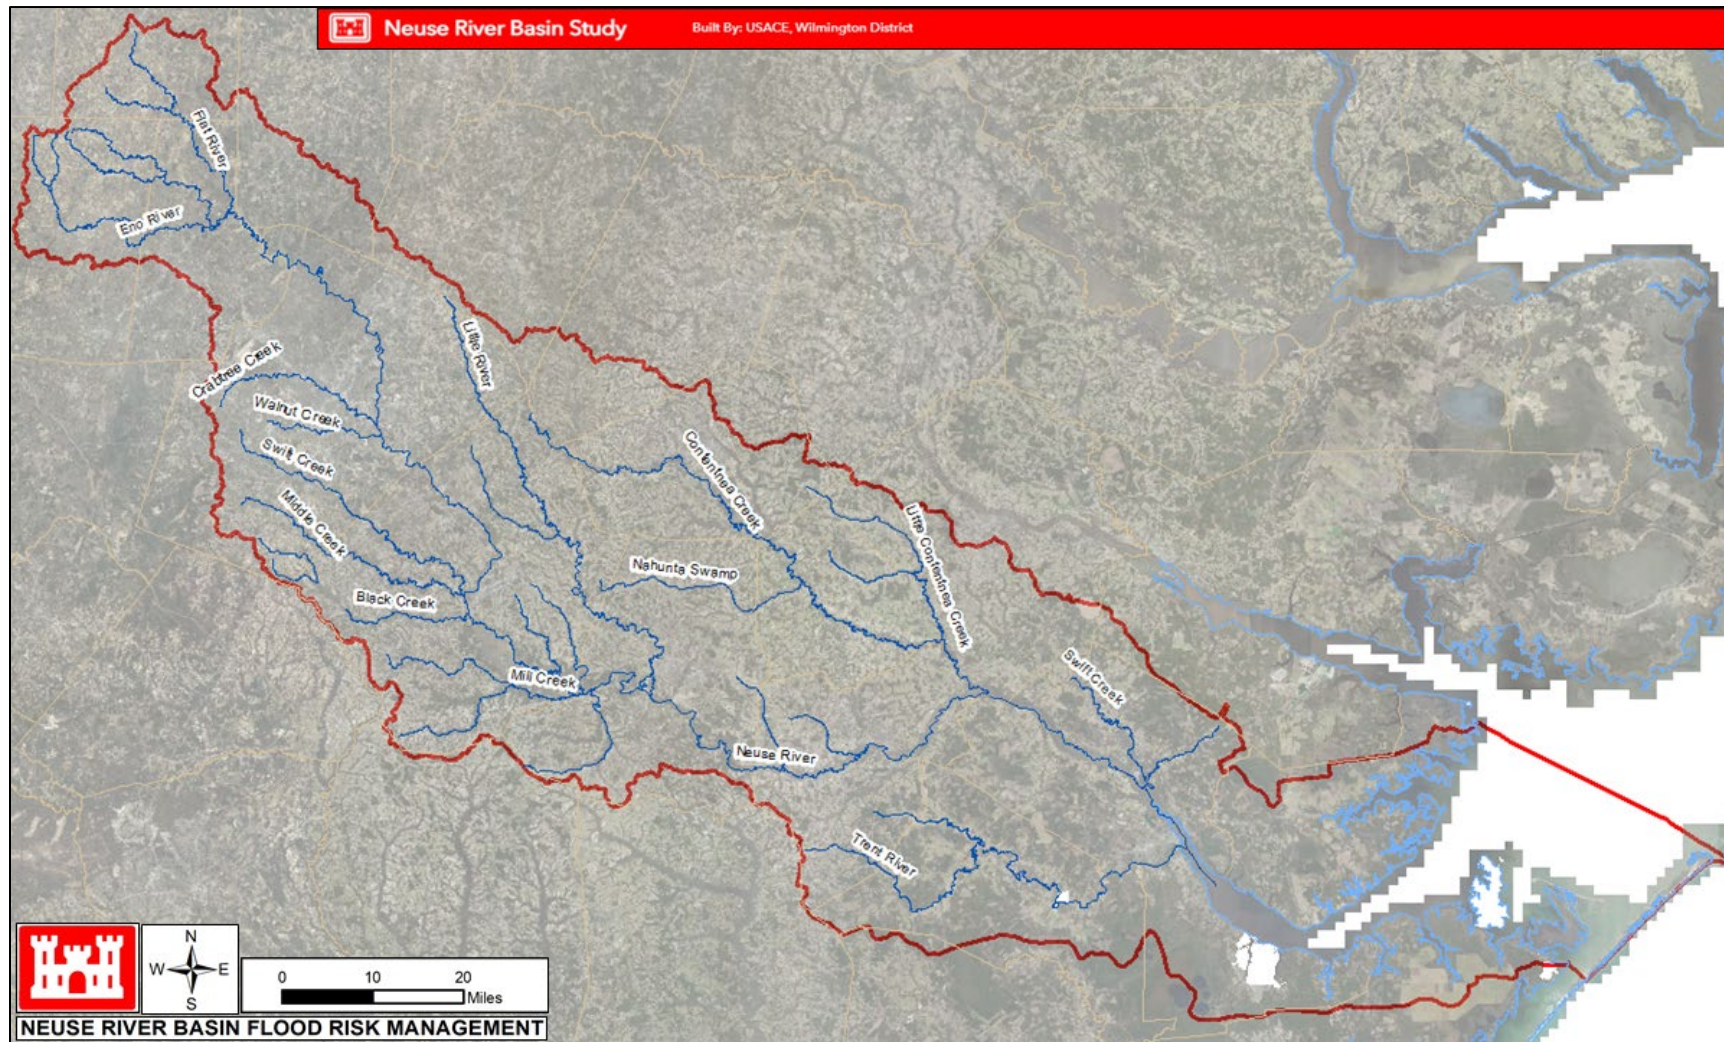 Neuse River Basin Study
Built By: USACE, Wilmington District
Flat River
Eno River
Little River
Crabtree Creek
Walnut Creek
Swift Creek
Contentnea Creek
Middle Creek
Little Contentnea Creek
Nahunta Swamp
Black Creek
Swift Creek
Mill Creek
Neuse River
Trent River
N
W E
S
0 10 20
Miles
NEUSE RIVER BASIN FLOOD RISK MANAGEMENT